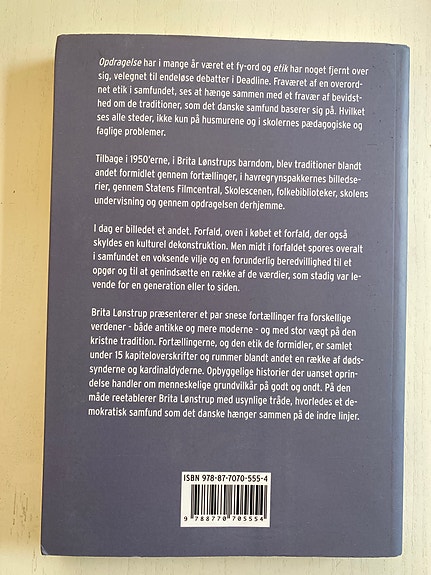 Opdragelse har i mange år været et fy-ord og etik har noget fjernt over
sig, velegnet til endeløse debatter i Deadline. Fraværet af en overord-
net etik i samfundet, ses at hænge sammen med et fravær af bevidst-
hed om de traditioner, som det danske samfund baserer sig på. Hvilket
ses alle steder, ikke kun på husmurene og i skolernes pædagogiske og
faglige problemer.
Tilbage i 1950'erne, i Brita Lønstrups barndom, blev traditioner blandt
andet formidlet gennem fortællinger, i havregrynspakkernes billedse-
rier, gennem Statens Filmcentral, Skolescenen, folkebiblioteker, skolens
undervisning og gennem opdragelsen derhjemme.
I dag er billedet et andet. Forfald, oven i købet et forfald, der også
skyldes en kulturel dekonstruktion. Men midt i forfaldet spores overalt
i samfundet en voksende vilje og en forunderlig beredvillighed til et
opgør og til at genindsætte en række af de værdier, som stadig var le-
vende for en generation eller to siden.
Brita Lønstrup præsenterer et par snese fortællinger fra forskellige
verdener - både antikke og mere moderne - og med stor vægt på den
kristne tradition. Fortællingerne, og den etik de formidler, er samlet
under 15 kapiteloverskrifter og rummer blandt andet en række af døds-
synderne og kardinaldyderne. Opbyggelige historier der uanset oprin-
delse handler om menneskelige grundvilkår på godt og ondt. På den
måde reetablerer Brita Lønstrup med usynlige tråde, hvorledes et de-
mokratisk samfund som det danske hænger sammen på de indre linjer.
ISBN 978-87-7070-555-4
9 788770 705554